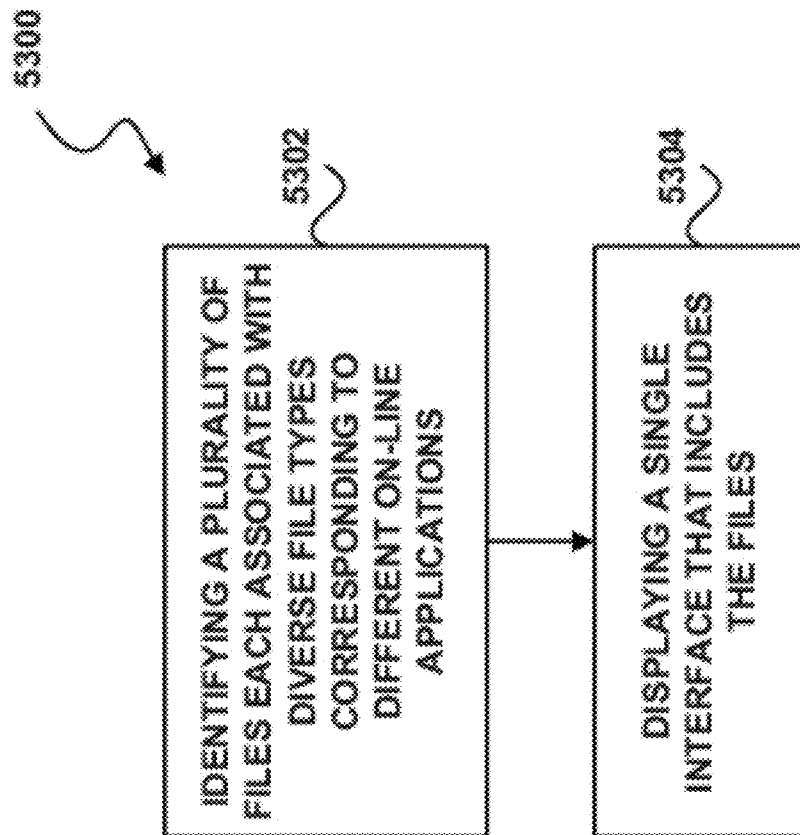 5300
5302
IDENTIFYING A PLURALITY OF
FILES EACH ASSOCIATED WITH
DIVERSE FILE TYPES
CORRESPONDING TO
DIFFERENT ON-LINE
APPLICATIONS
5304
DISPLAYING A SINGLE
INTERFACE THAT INCLUDES
THE FILES